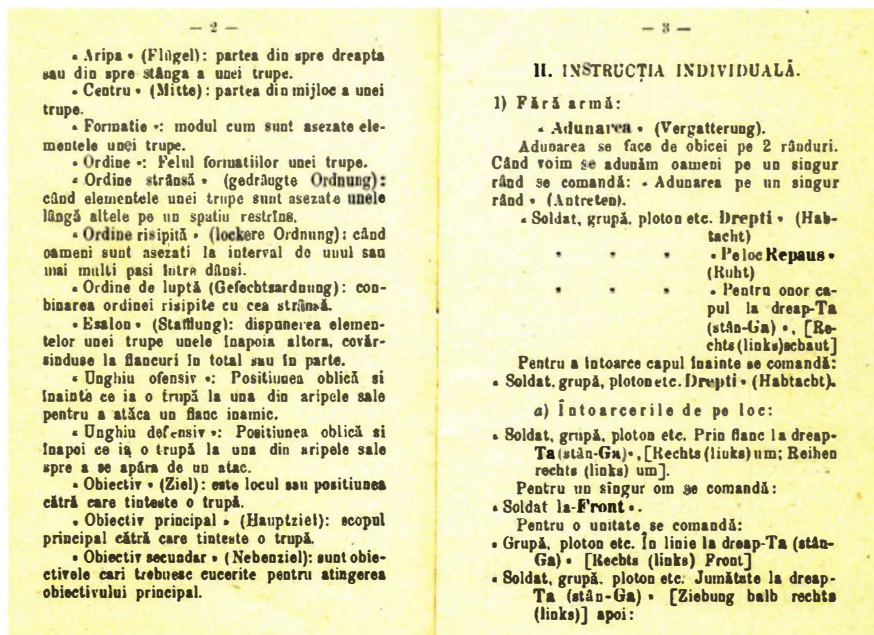 — 2 —
« Aripa » (Flügel): partea din spre dreapta
sau din spre stânga a unei trupe.
« Centru » (Mitte): partea din mijloc a unei
trupe.
« Formatie »: modul cum sunt asezate ele-
mentele unei trupe.
« Ordine »: Felul formatiilor unei trupe.
« Ordine strânsă » (gedräugte Ordnung):
când elementele unei trupe sunt asezate unele
lângă altele pe un spatiu restrîns.
« Ordine risipită » (lockere Ordnung): când
oameni sunt asezati la interval de unul sau
mai multi pasi între dânsi.
« Ordine de luptă (Gefechtsardnung): com-
binarea ordinei risipite cu cea strânsă.
« Esalon » (Stafflung): dispunerea elemen-
telor unei trupe unele înapoia altora, covâr-
sinduse la flancuri în total sau în parte.
« Unghiu ofensiv »: Positiunea oblică si
înainte ce ia o trupă la una din aripele sale
pentru a atăca un flanc inamic.
« Unghiu defensiv »: Positiunea oblică si
înapoi ce ia o trupă la una din aripele sale
spre a se apăra de un atac.
« Obiectiv » (Ziel): este locul sau positiunea
cătră care tinteste o trupă.
« Obiectiv principal » (Hauptziel): scopul
principal cătră care tinteste o trupă.
« Obiectiv secundar » (Nebenziel): sunt obie-
ctivele cari trebuesc cucerite pentru atingerea
obiectivului principal.
— 3 —
II. INSTRUCȚIA INDIVIDUALĂ.
1) Fără armă:
« Adunarea » (Vergatterung).
Adunarea se face de obicei pe 2 rânduri.
Când voim se adunăm oameni pe un singur
rând se comandă: « Adunarea pe un singur
rând » (Antreten).
« Soldat, grupă, ploton etc. Drepti » (Hab-
tacht)
" " " « Pe loc Repaus »
(Ruht)
" " " « Pentru onor ca-
pul la dreap-Ta
(stân-Ga) », [Re-
chts (links) schaut]
Pentru a întoarce capul înainte se comandă:
« Soldat, grupă, ploton etc. Drepti » (Habtacht).
a) Întoarcerile de pe loc:
« Soldat, grupă, ploton etc. Prin flanc la dreap-
Ta (stân-Ga) », [Rechts (links) um; Reihen
rechts (links) um].
Pentru un singur om se comandă:
« Soldat la-Front ».
Pentru o unitate se comandă:
« Grupă, ploton etc. În linie la dreap-Ta (stân-
Ga) » [Rechts (links) Front]
« Soldat, grupă, ploton etc. Jumătate la dreap-
Ta (stân-Ga) » [Ziehung halb rechts
(links)] apoi: